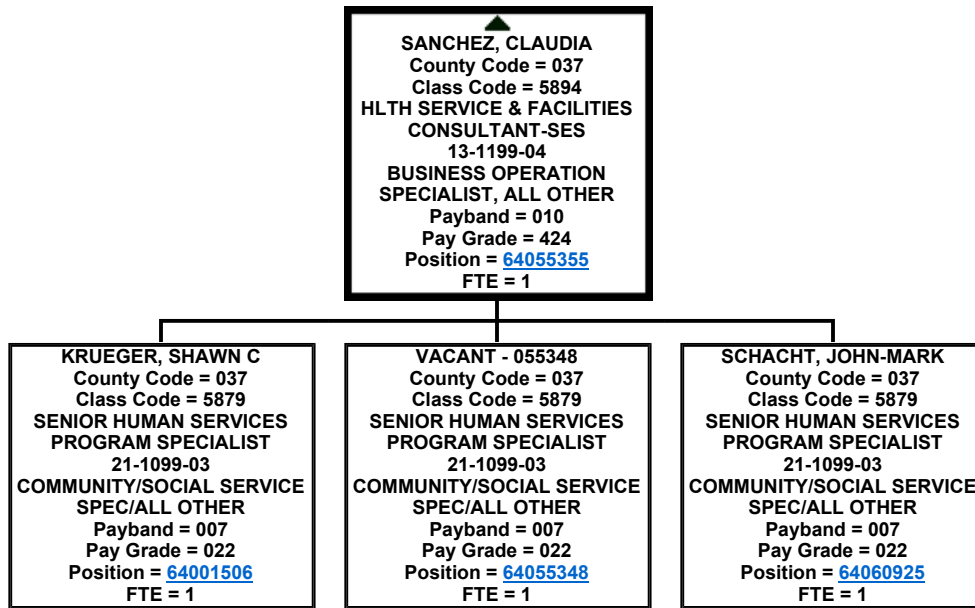 SANCHEZ, CLAUDIA
County Code = 037
Class Code = 5894
HLTH SERVICE & FACILITIES
CONSULTANT-SES
13-1199-04
BUSINESS OPERATION
SPECIALIST, ALL OTHER
Payband = 010
Pay Grade = 424
Position = 64055355
FTE = 1
KRUEGER, SHAWN C
County Code = 037
Class Code = 5879
SENIOR HUMAN SERVICES
PROGRAM SPECIALIST
21-1099-03
COMMUNITY/SOCIAL SERVICE
SPEC/ALL OTHER
Payband = 007
Pay Grade = 022
Position = 64001506
FTE = 1
VACANT - 055348
County Code = 037
Class Code = 5879
SENIOR HUMAN SERVICES
PROGRAM SPECIALIST
21-1099-03
COMMUNITY/SOCIAL SERVICE
SPEC/ALL OTHER
Payband = 007
Pay Grade = 022
Position = 64055348
FTE = 1
SCHACHT, JOHN-MARK
County Code = 037
Class Code = 5879
SENIOR HUMAN SERVICES
PROGRAM SPECIALIST
21-1099-03
COMMUNITY/SOCIAL SERVICE
SPEC/ALL OTHER
Payband = 007
Pay Grade = 022
Position = 64060925
FTE = 1